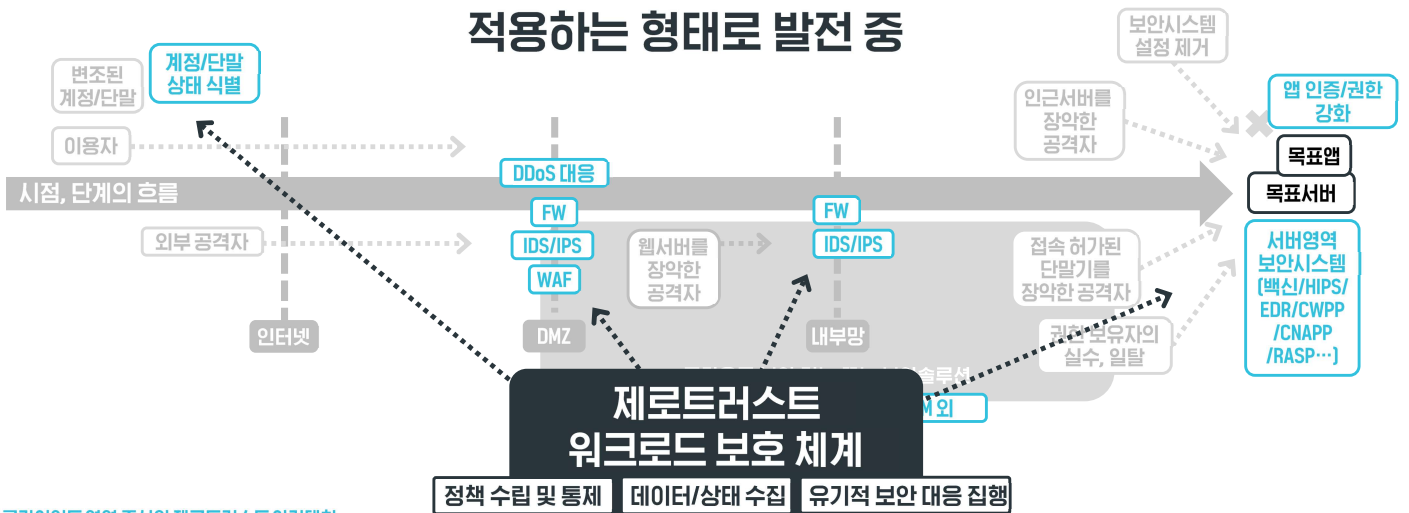 적용하는 형태로 발전 중
보안시스템
설정 제거
변조된
계정/단말
계정/단말
상태 식별
인근서버를
장악한
공격자
앱 인증/권한
강화
이용자
목표앱
DDoS 대응
시점, 단계의 흐름
목표서버
FW
FW
외부 공격자
IDS/IPS
웹서버를
장악한
공격자
IDS/IPS
접속 허가된
단말기를
장악한 공격자
서버영역
보안시스템
(백신/HIPS/
EDR/CWPP
/CNAPP
/RASP…)
WAF
인터넷
DMZ
내부망
권한 보유자의
실수, 일탈
솔루션
M 외
제로트러스트
워크로드 보호 체계
정책 수립 및 통제
데이터/상태 수집
유기적 보안 대응 집행